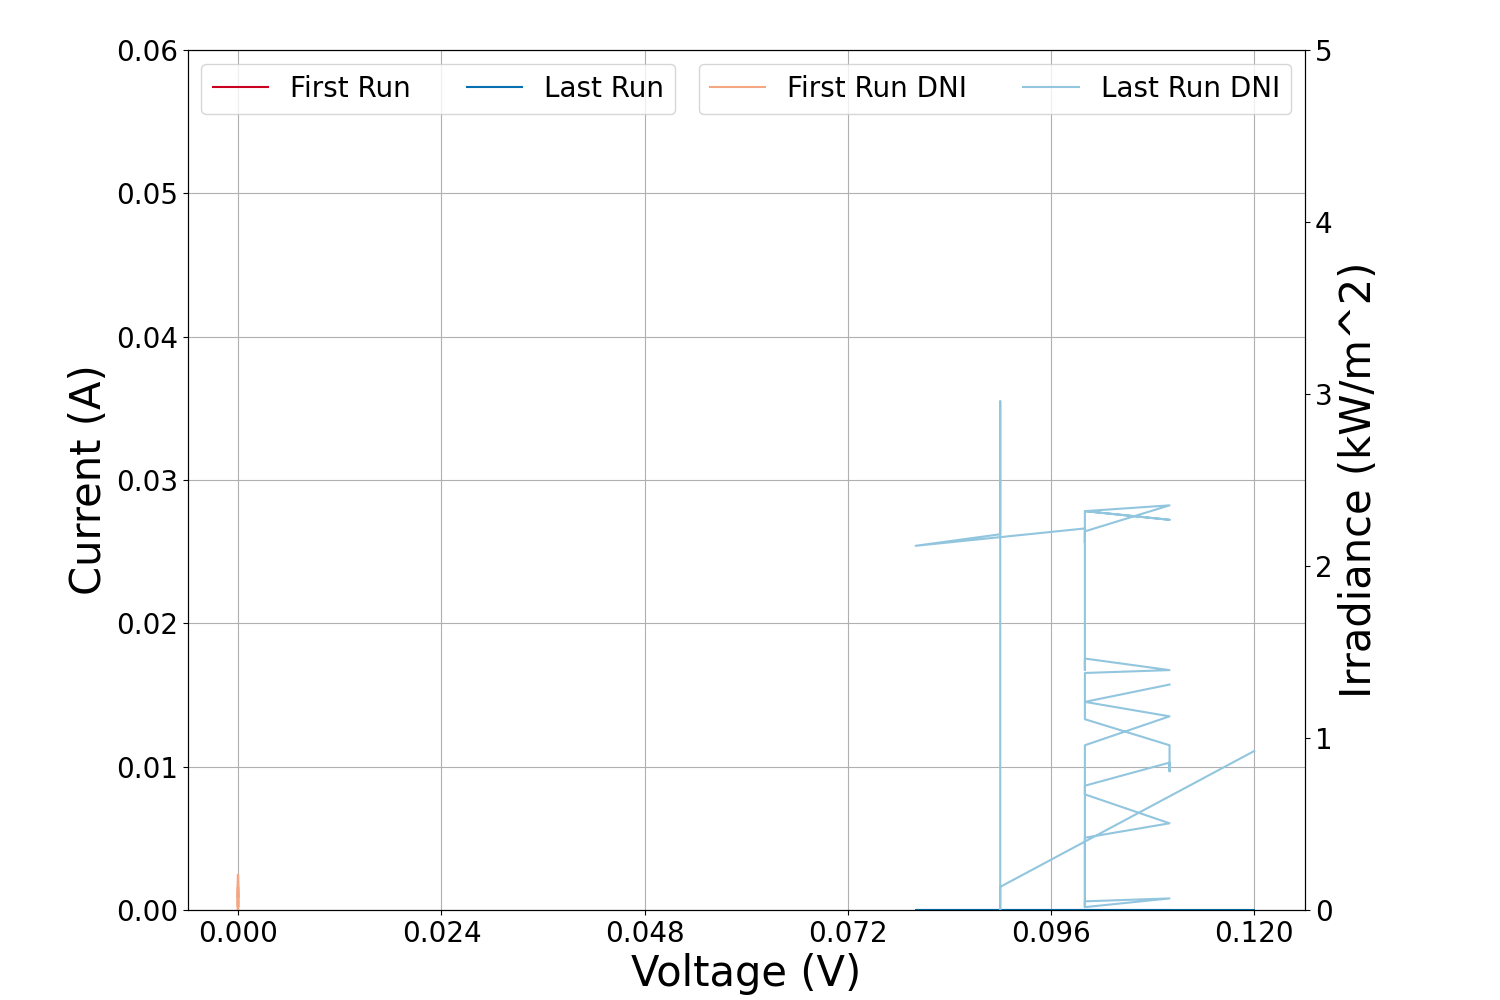 First Run
Last Run
First Run DNI
Last Run DNI
0.06
0.05
0.04
0.03
0.02
0.01
0.00
Current (A)
5
4
3
2
1
0
Irradiance (kW/m^2)
0.000 0.024 0.048 0.072 0.096 0.120
Voltage (V)